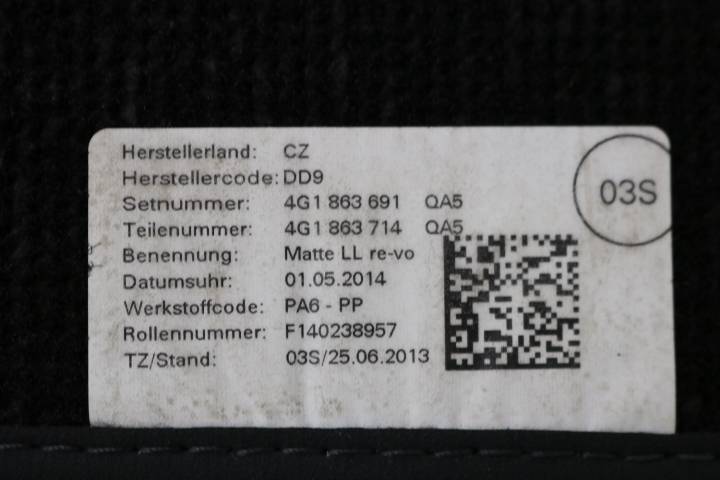 Herstellerland: CZ
03S
Herstellercode: DD9
Setnummer: 4G1 863 691 QA5
Teilenummer: 4G1 863 714 QA5
Benennung: Matte LL re-vo
Datumsuhr: 01.05.2014
Werkstoffcode: PA6 - PP
Rollennummer: F140238957
TZ/Stand: 03S/25.06.2013